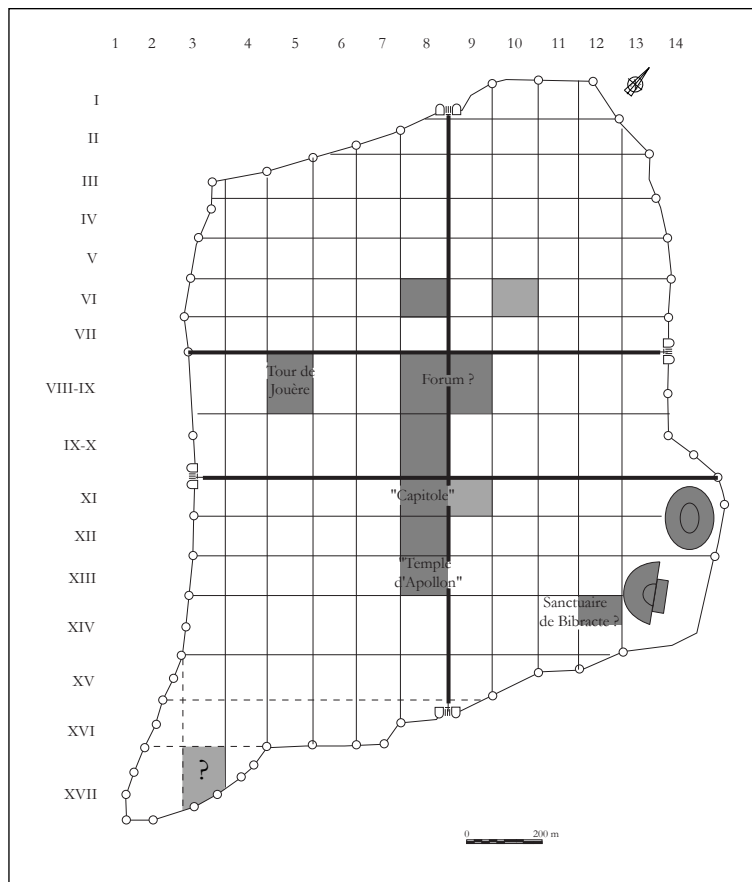 1 2 3 4 5 6 7 8 9 10 11 12 13 14
I
II
III
IV
V
VI
VII
VIII-IX
Tour de
Jouère
Forum ?
IX-X
XI
"Capitole"
XII
XIII
"Temple
d'Apollon"
XIV
Sanctuaire
de Bibracte ?
XV
XVI
XVII
?
0 200 m